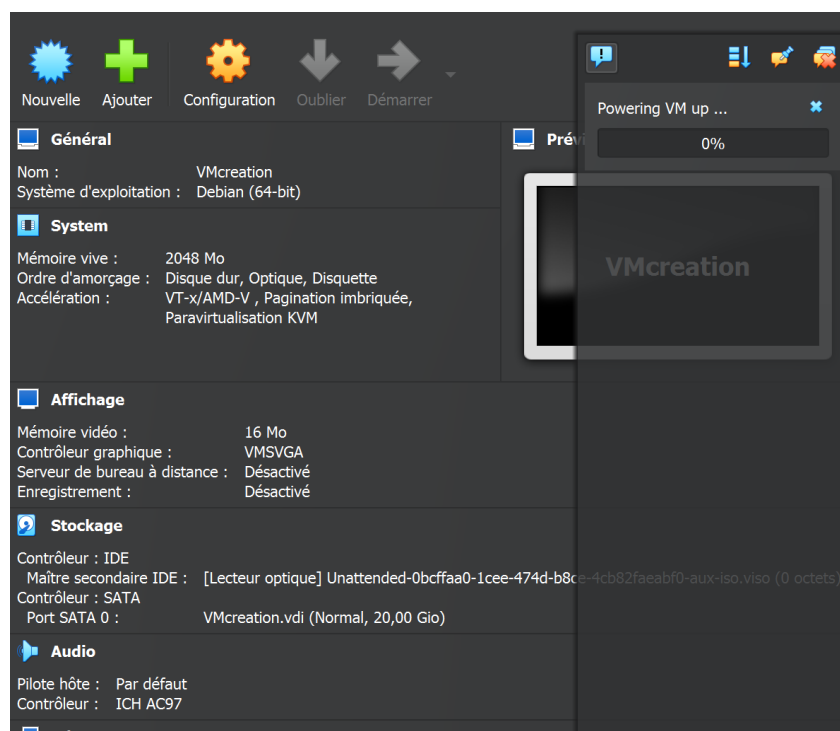 Nouvelle Ajouter Configuration Oublier Démarrer
Powering VM up ...
0%
Général
Nom : VMcreation
Système d'exploitation : Debian (64-bit)
Prévi
VMcreation
System
Mémoire vive : 2048 Mo
Ordre d'amorçage : Disque dur, Optique, Disquette
Accélération : VT-x/AMD-V , Pagination imbriquée,
Paravirtualisation KVM
Affichage
Mémoire vidéo : 16 Mo
Contrôleur graphique : VMSVGA
Serveur de bureau à distance : Désactivé
Enregistrement : Désactivé
Stockage
Contrôleur : IDE
Maître secondaire IDE : [Lecteur optique] Unattended-0bcffaa0-1cee-474d-b8ce-4cb82faeabf0-aux-iso.viso (0 octets)
Contrôleur : SATA
Port SATA 0 : VMcreation.vdi (Normal, 20,00 Gio)
Audio
Pilote hôte : Par défaut
Contrôleur : ICH AC97